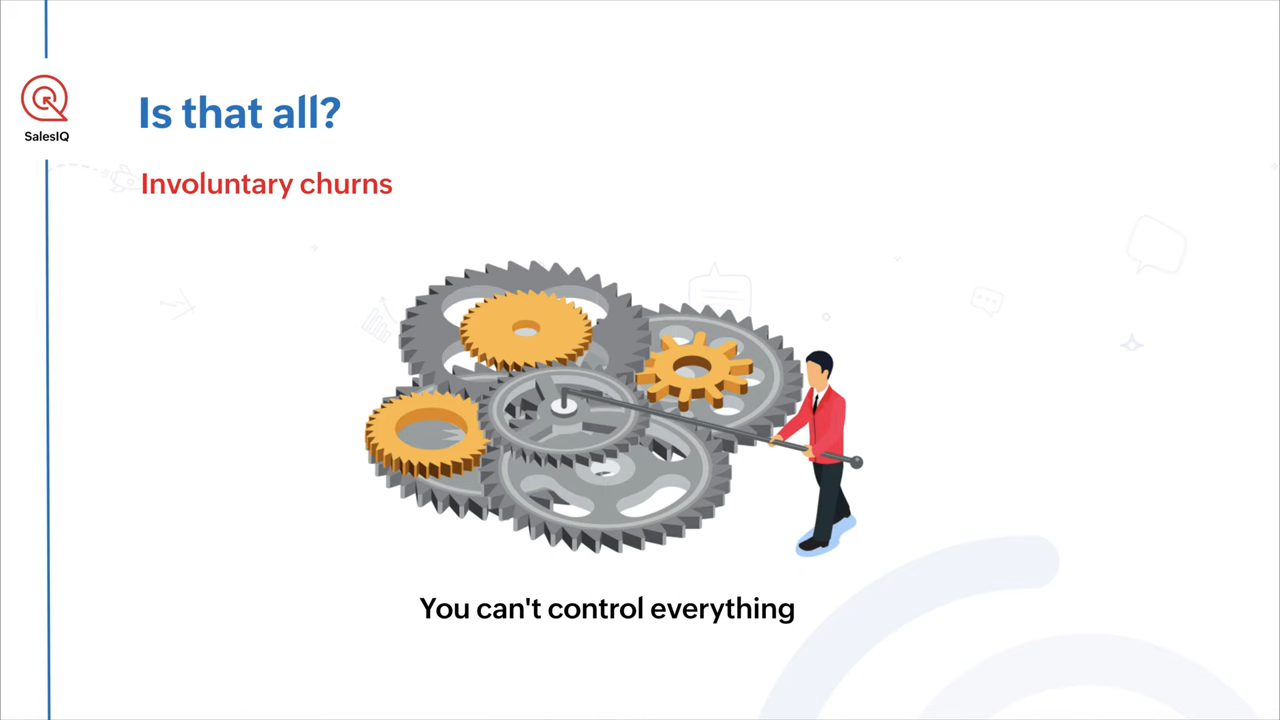 SalesIQ
Is that all?
Involuntary churns
You can't control everything